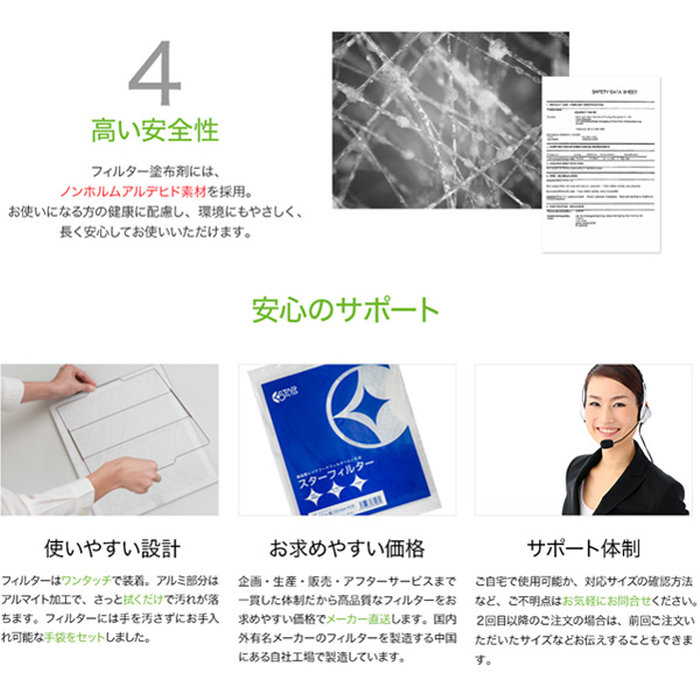 4
高い安全性
フィルター塗布剤には、
ノンホルムアルデヒド素材を採用。
お使いになる方の健康に配慮し、環境にもやさしく、
長く安心してお使いいただけます。
SAFETY DATA SHEET
安心のサポート
STAR
スターフィルター
使いやすい設計
フィルターはワンタッチで装着。アルミ部分は
アルマイト加工で、さっと拭くだけで汚れが落
ちます。フィルターには手を汚さずにお手入
れ可能な手袋をセットしました。
お求めやすい価格
企画・生産・販売・アフターサービスまで
一貫した体制だから高品質なフィルターをお
求めやすい価格でメーカー直送します。国内
外有名メーカーのフィルターを製造する中国
にある自社工場で製造しています。
サポート体制
ご自宅で使用可能か、対応サイズの確認方法
など、ご不明点はお気軽にお問合せください。
2回目以降のご注文の場合は、前回ご注文い
ただいたサイズなどお伝えすることもできま
す。